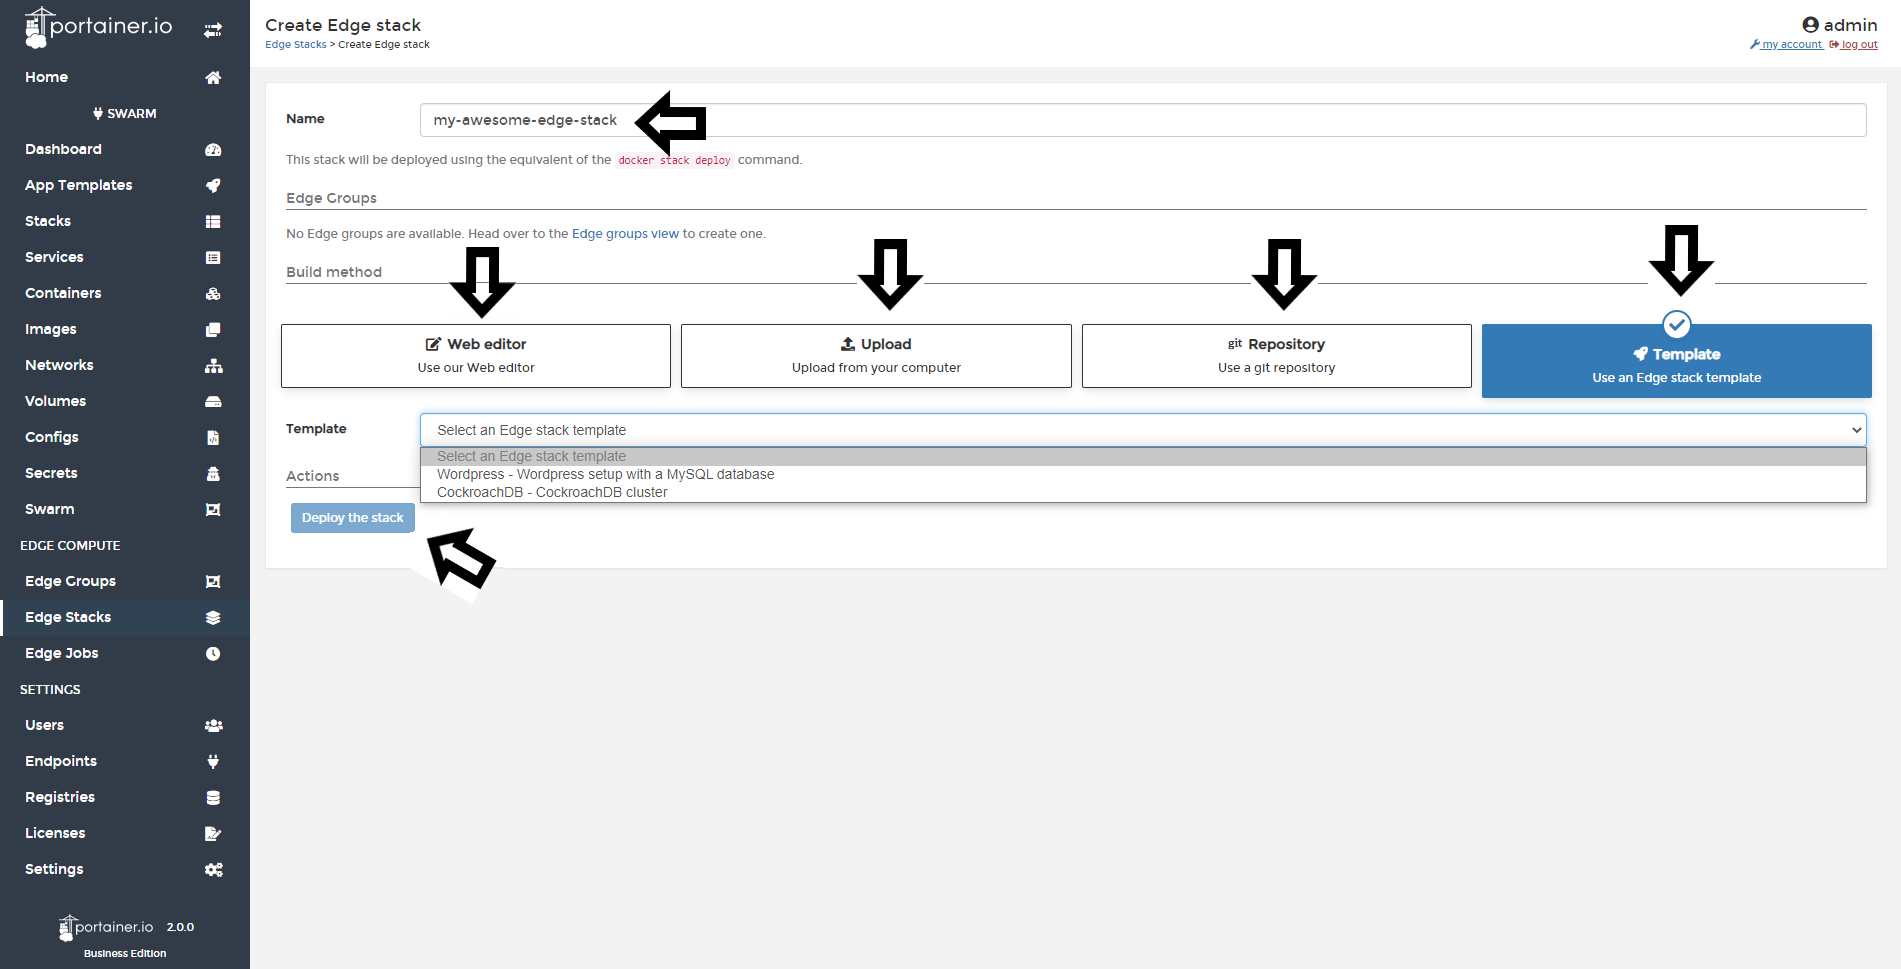 portainer.io
Home
SWARM
Dashboard
App Templates
Stacks
Services
Containers
Images
Networks
Volumes
Configs
Secrets
Swarm
EDGE COMPUTE
Edge Groups
Edge Stacks
Edge Jobs
SETTINGS
Users
Endpoints
Registries
Licenses
Settings
portainer.io 2.0.0
Business Edition
Create Edge stack
Edge Stacks > Create Edge stack
admin
my account log out
Name my-awesome-edge-stack
This stack will be deployed using the equivalent of the docker stack deploy command.
Edge Groups
No Edge groups are available. Head over to the Edge groups view to create one.
Build method
Web editor
Use our Web editor
Upload
Upload from your computer
git Repository
Use a git repository
Template
Use an Edge stack template
Template Select an Edge stack template
Select an Edge stack template
Wordpress - Wordpress setup with a MySQL database
CockroachDB - CockroachDB cluster
Actions
Deploy the stack